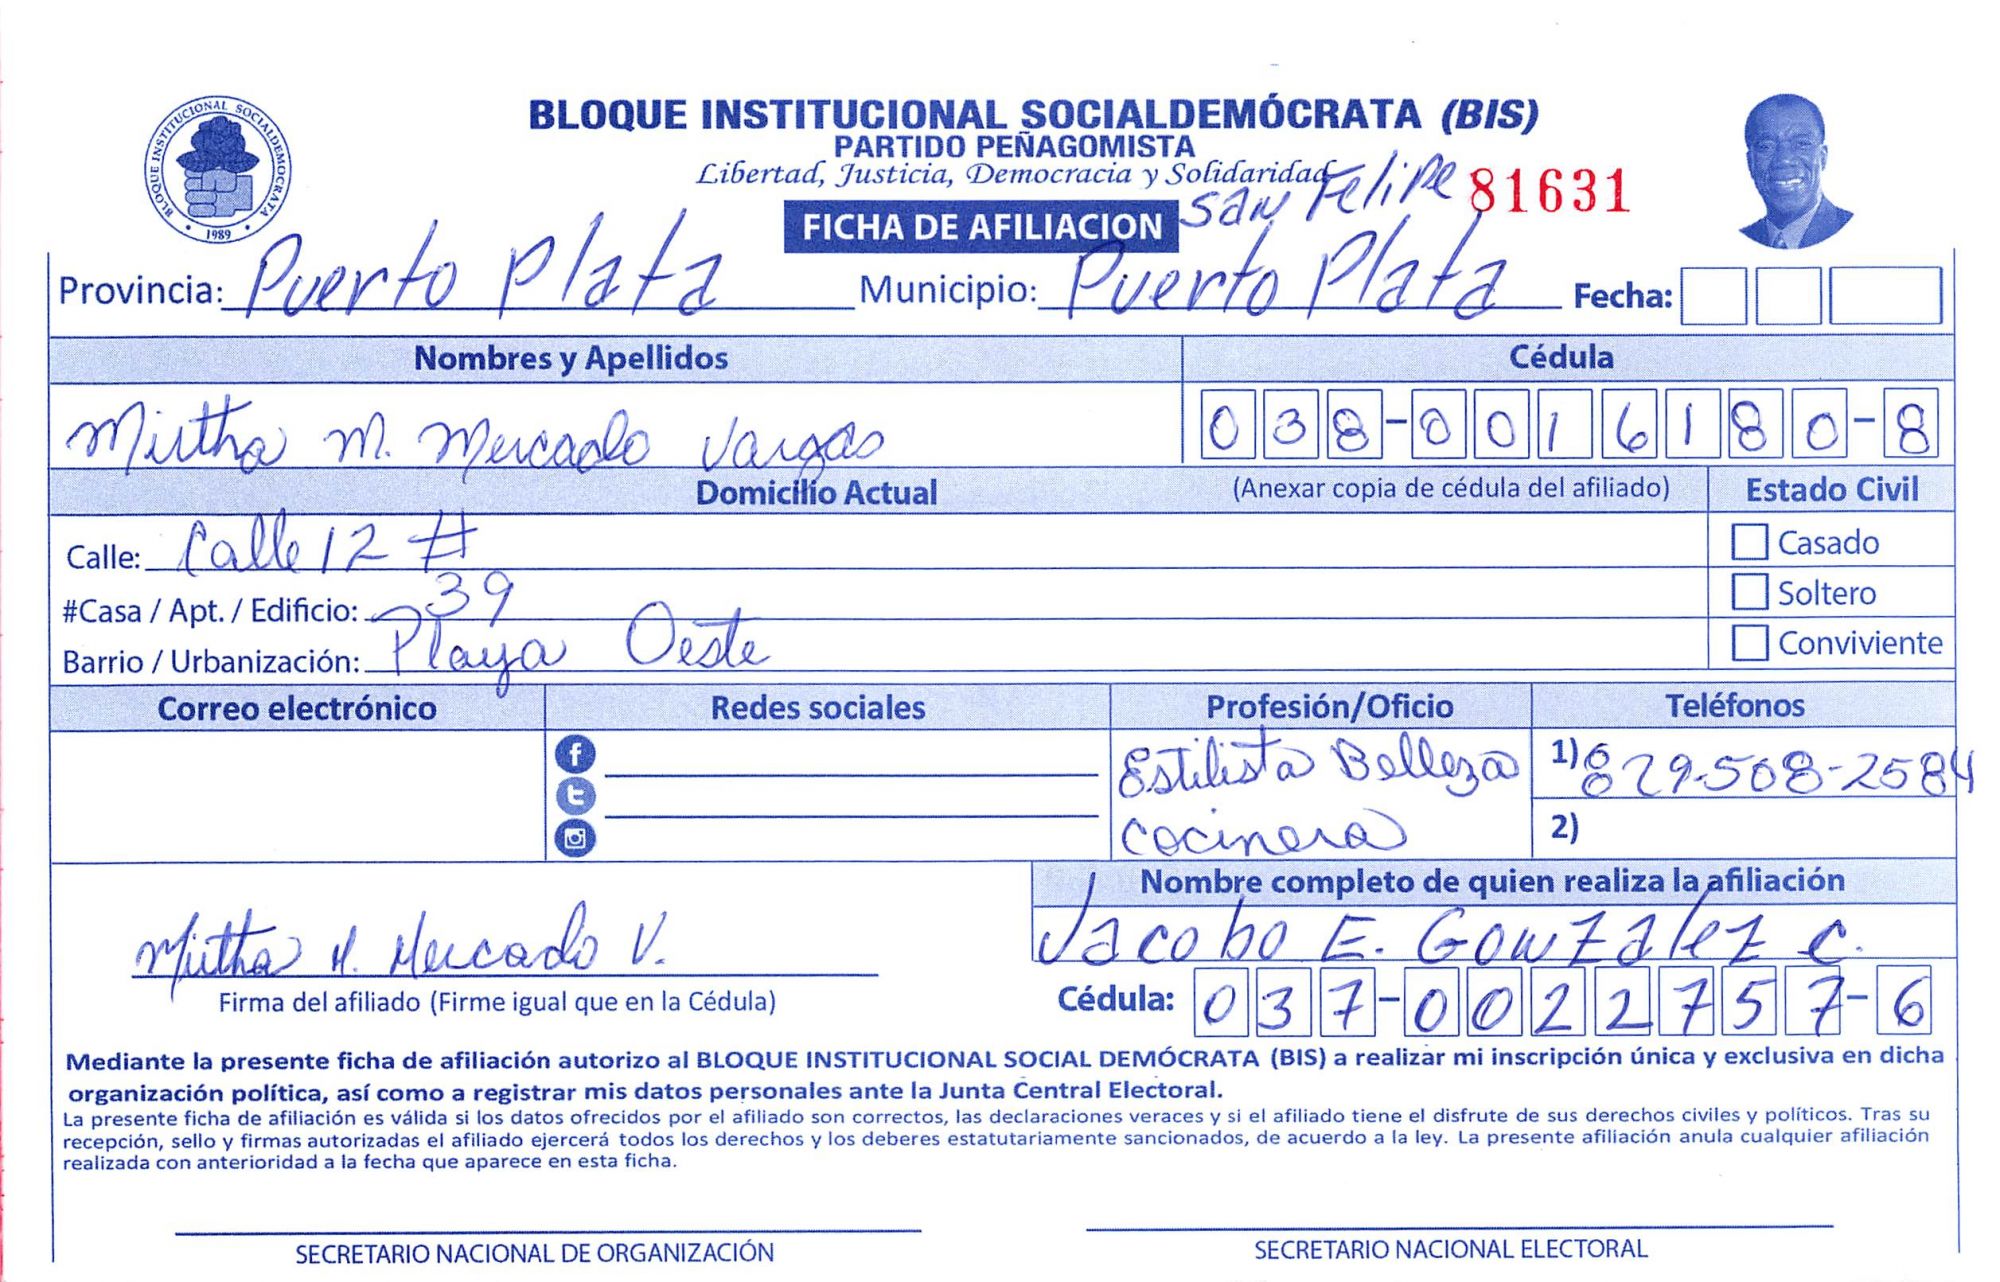 BLOQUE INSTITUCIONAL SOCIALDEMOCRATA
1989
BLOQUE INSTITUCIONAL SOCIALDEMÓCRATA (BIS)
PARTIDO PEÑAGOMISTA
Libertad, Justicia, Democracia y Solidaridad
San Felipe 81631
FICHA DE AFILIACION
Provincia: Puerto Plata Municipio: Puerto Plata Fecha:
Nombres y Apellidos Cédula
Mirtha M. Mercado Vargas 038-0016180-8
Domicilio Actual (Anexar copia de cédula del afiliado) Estado Civil
Calle: Calle 12 # Casado
#Casa / Apt. / Edificio: 39 Soltero
Barrio / Urbanización: Playa Oeste Conviviente
Correo electrónico Redes sociales Profesión/Oficio Teléfonos
Estilista Belleza 1) 829-508-2584
Cocinera 2)
Nombre completo de quien realiza la afiliación
Mirtha M. Mercado V. Jacobo E. Gonzalez C.
Firma del afiliado (Firme igual que en la Cédula) Cédula: 037-0022757-6
Mediante la presente ficha de afiliación autorizo al BLOQUE INSTITUCIONAL SOCIAL DEMÓCRATA (BIS) a realizar mi inscripción única y exclusiva en dicha
organización política, así como a registrar mis datos personales ante la Junta Central Electoral.
La presente ficha de afiliación es válida si los datos ofrecidos por el afiliado son correctos, las declaraciones veraces y si el afiliado tiene el disfrute de sus derechos civiles y políticos. Tras su
recepción, sello y firmas autorizadas el afiliado ejercerá todos los derechos y los deberes estatutariamente sancionados, de acuerdo a la ley. La presente afiliación anula cualquier afiliación
realizada con anterioridad a la fecha que aparece en esta ficha.
SECRETARIO NACIONAL DE ORGANIZACIÓN SECRETARIO NACIONAL ELECTORAL